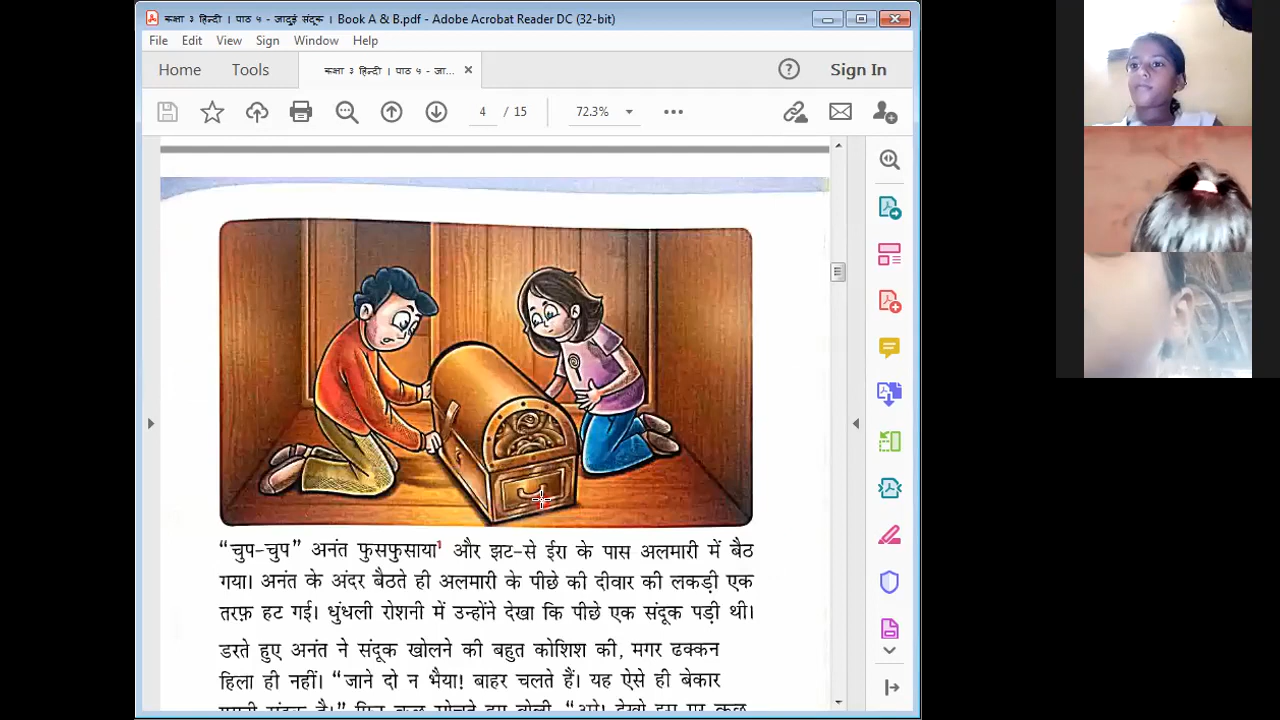 कक्षा ३ हिन्दी । पाठ ५ - जादुई संदूक । Book A & B.pdf - Adobe Acrobat Reader DC (32-bit)
File Edit View Sign Window Help
Home Tools कक्षा ३ हिन्दी । पाठ ५ - जा... Sign In
4 / 15 72.3%
“चुप-चुप” अनंत फुसफुसाया¹ और झट-से ईरा के पास अलमारी में बैठ
गया। अनंत के अंदर बैठते ही अलमारी के पीछे की दीवार की लकड़ी एक
तरफ़ हट गई। धुंधली रोशनी में उन्होंने देखा कि पीछे एक संदूक पड़ी थी।
डरते हुए अनंत ने संदूक खोलने की बहुत कोशिश की, मगर ढक्कन
हिला ही नहीं। “जाने दो न भैया! बाहर चलते हैं। यह ऐसे ही बेकार